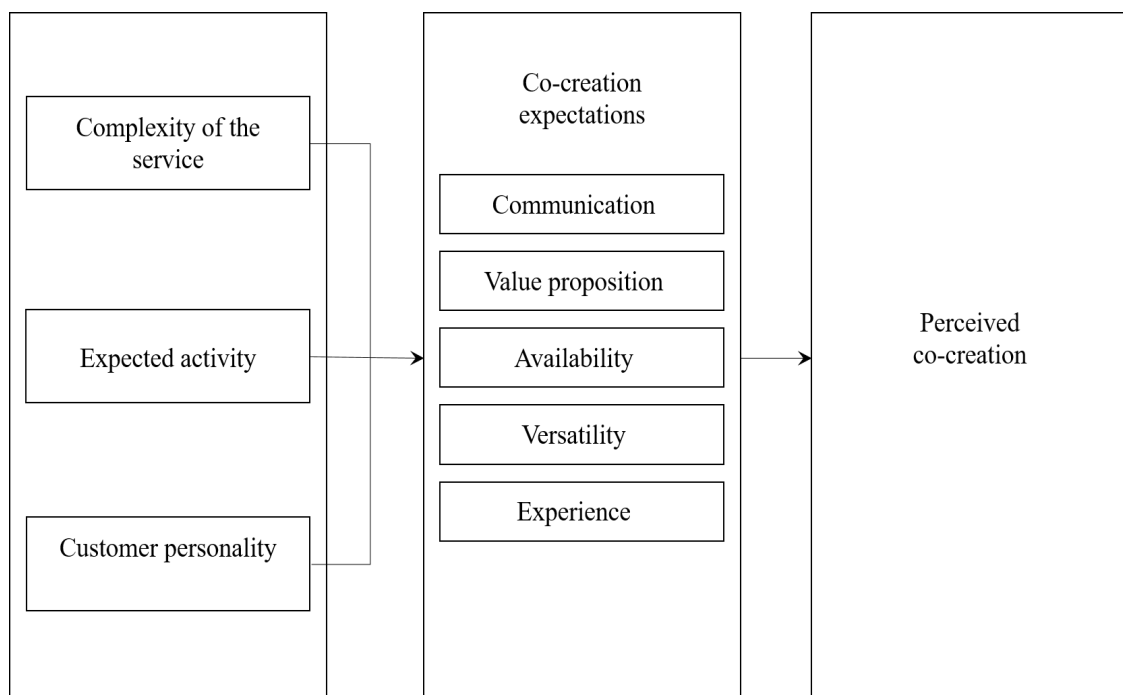 Complexity of the
service
Expected activity
Customer personality
Co-creation
expectations
Communication
Value proposition
Availability
Versatility
Experience
Perceived
co-creation